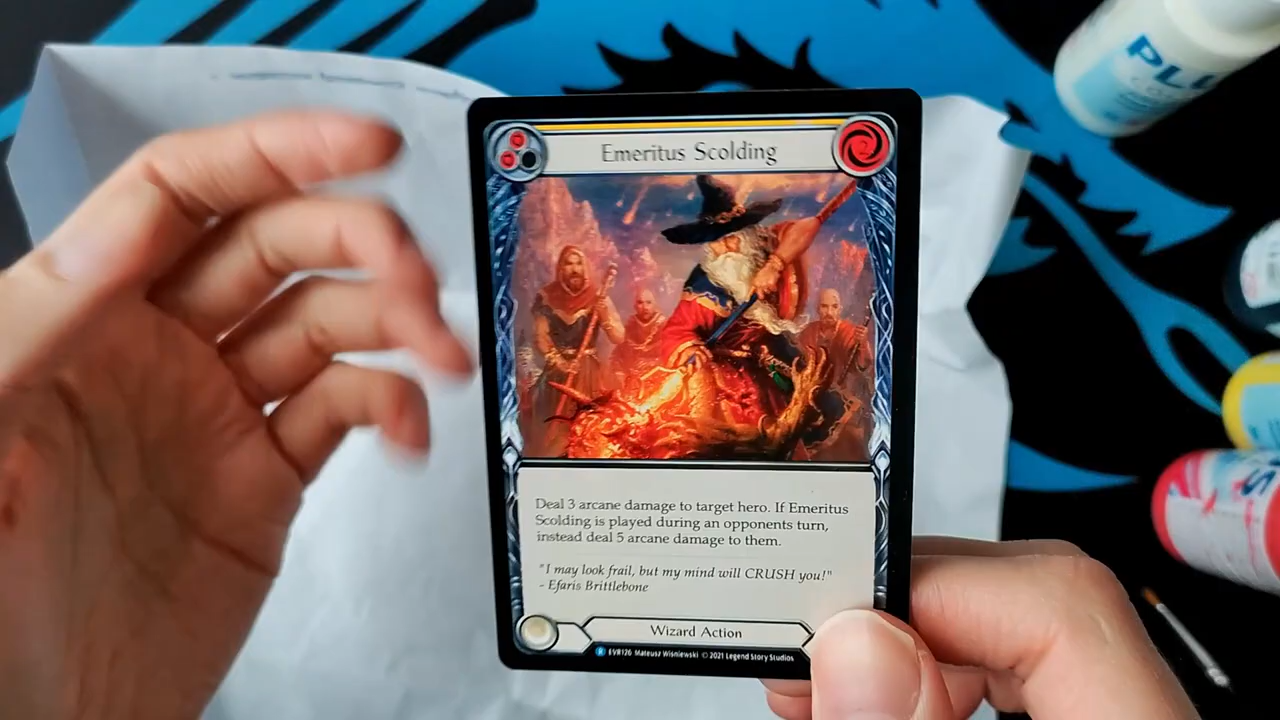 PLU
Emeritus Scolding
2
Deal 3 arcane damage to target hero. If Emeritus
Scolding is played during an opponents turn,
instead deal 5 arcane damage to them.
"I may look frail, but my mind will CRUSH you!"
- Efaris Brittlebone
Wizard Action
R EVR126 Mateusz Wisniewski © 2021 Legend Story Studios